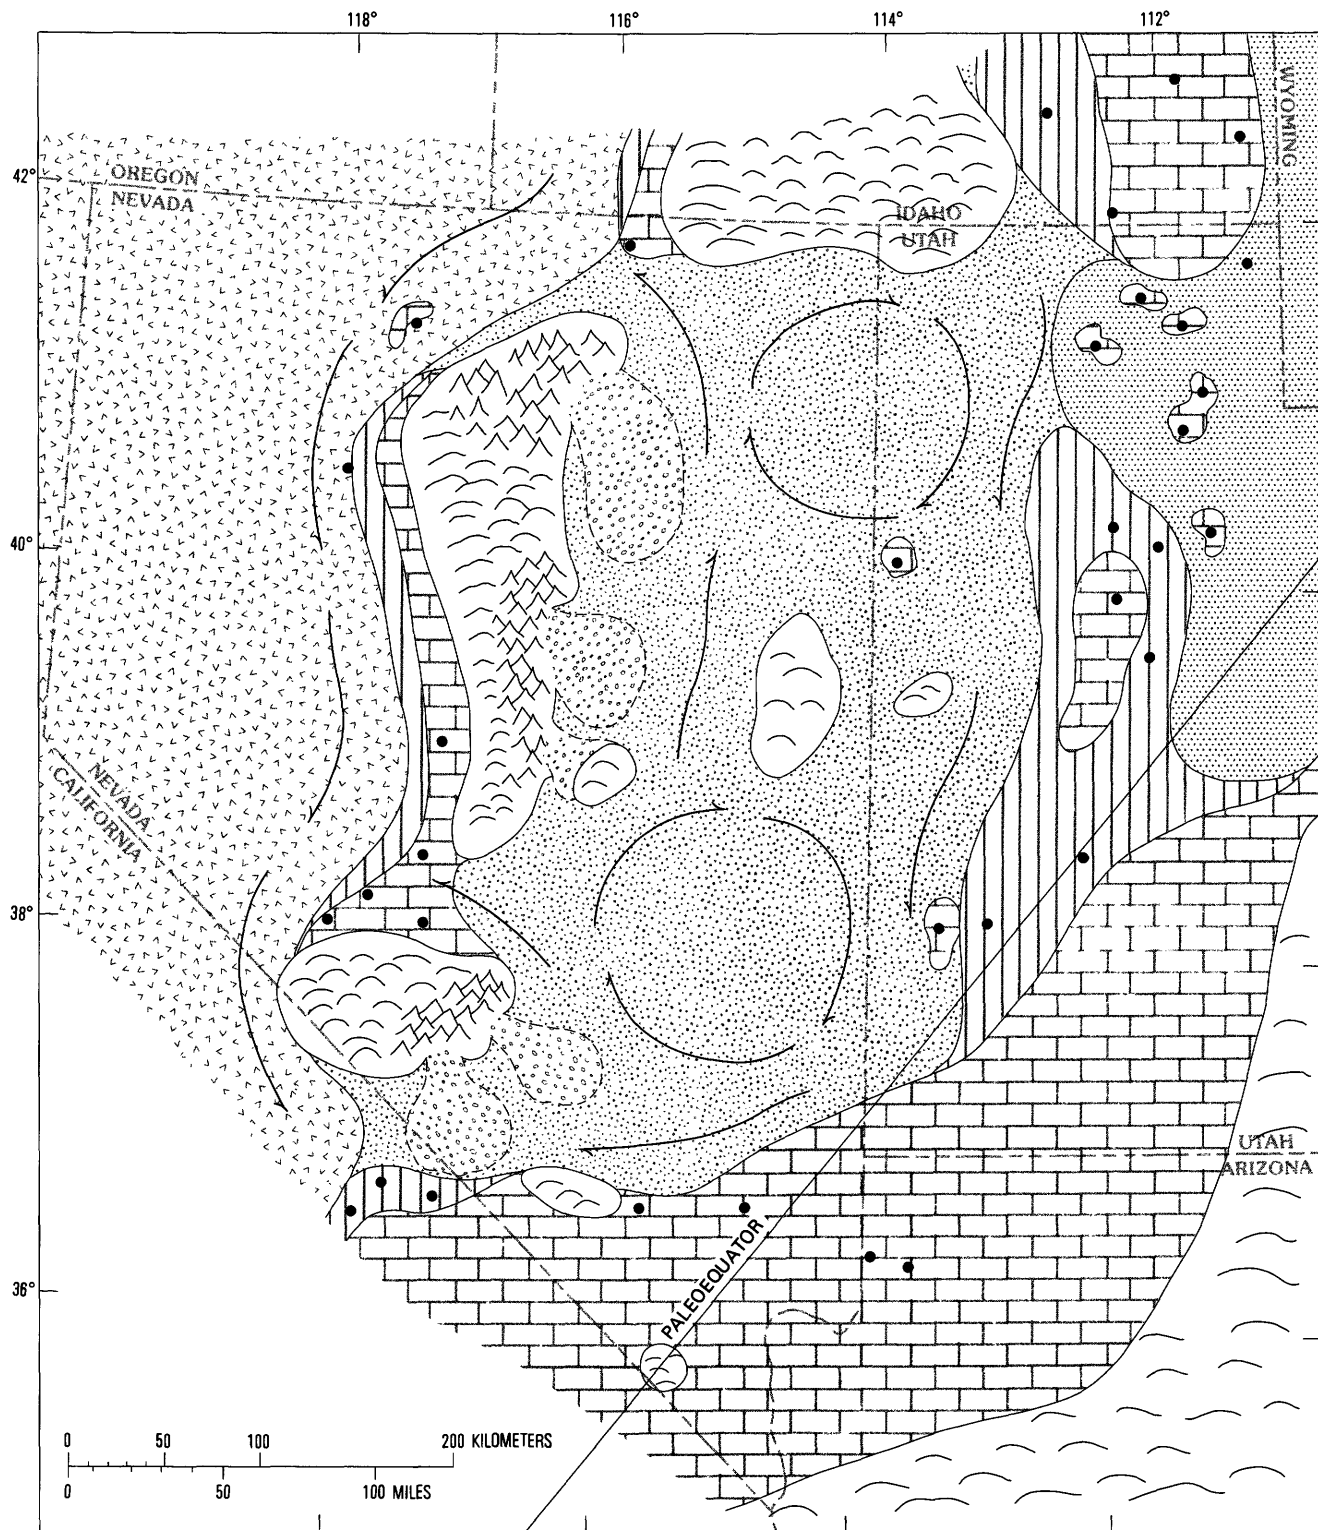 118° 116° 114° 112°
WYOMING
42°
OREGON
NEVADA
IDAHO
UTAH
40°
NEVADA
CALIFORNIA
38°
UTAH
ARIZONA
PALEOEQUATOR
36°
0 50 100 200 KILOMETERS
0 50 100 MILES